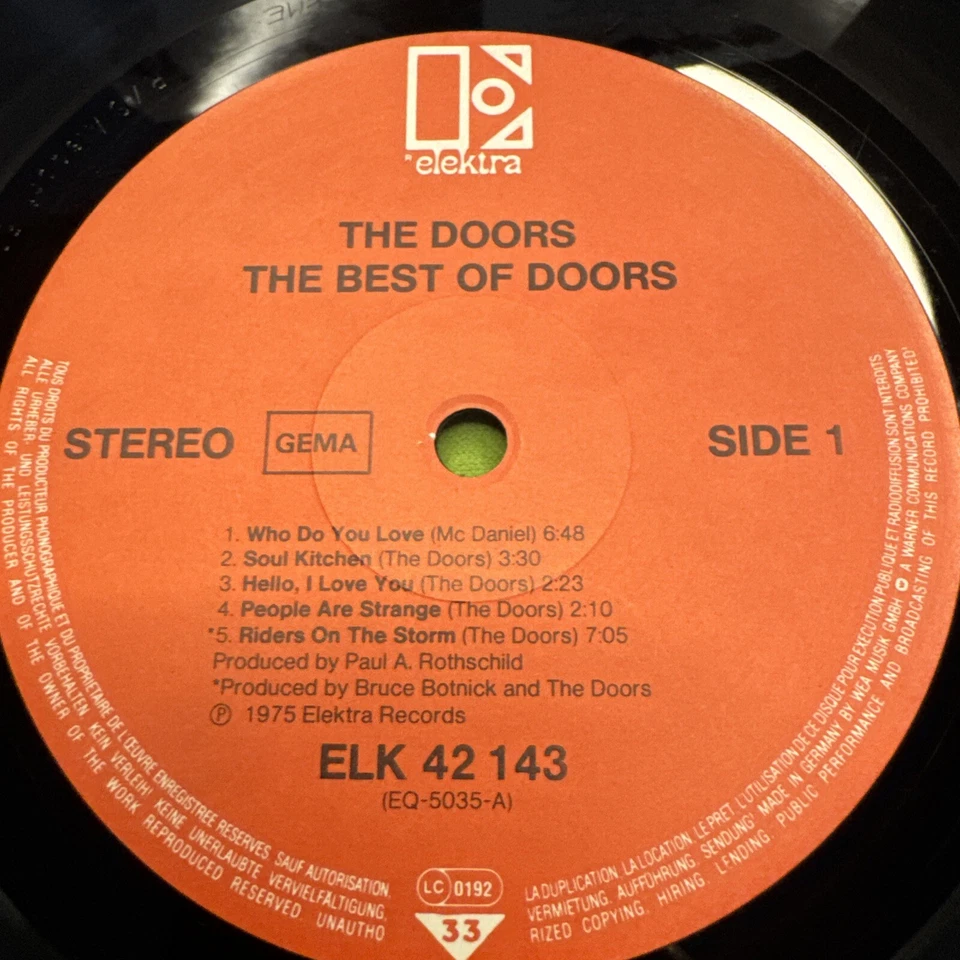 elektra
THE DOORS
THE BEST OF DOORS
STEREO
GEMA
SIDE 1
1. Who Do You Love (Mc Daniel) 6:48
2. Soul Kitchen (The Doors) 3:30
3. Hello, I Love You (The Doors) 2:23
4. People Are Strange (The Doors) 2:10
*5. Riders On The Storm (The Doors) 7:05
Produced by Paul A. Rothschild
*Produced by Bruce Botnick and The Doors
Ⓟ 1975 Elektra Records
ELK 42 143
(EQ-5035-A)
LC 0192
33
TOUS DROITS DU PRODUCTEUR PHONOGRAPHIQUE ET DU PROPRIETAIRE DE L'ŒUVRE ENREGISTREE RESERVES. SAUF AUTORISATION
ALLE URHEBER UND LEISTUNGSSCHUTZRECHTE VORBEHALTEN. KEIN VERLEIH! KEINE UNERLAUBTE VERVIELFÄLTIGUNG,
ALL RIGHTS OF THE PRODUCER AND OF THE OWNER OF THE WORK REPRODUCED RESERVED. UNAUTHO
LA DUPLICATION, LA LOCATION, LE PRET, L'UTILISATION DE CE DISQUE POUR EXECUTION PUBLIQUE ET RADIODIFFUSION SONT INTERDITS
VERMIETUNG, AUFFÜHRUNG, SENDUNG! MADE IN GERMANY BY WEA MUSIK GMBH A WARNER COMMUNICATIONS COMPANY
RIZED COPYING, HIRING, LENDING, PUBLIC PERFORMANCE AND BROADCASTING OF THIS RECORD PROHIBITED!